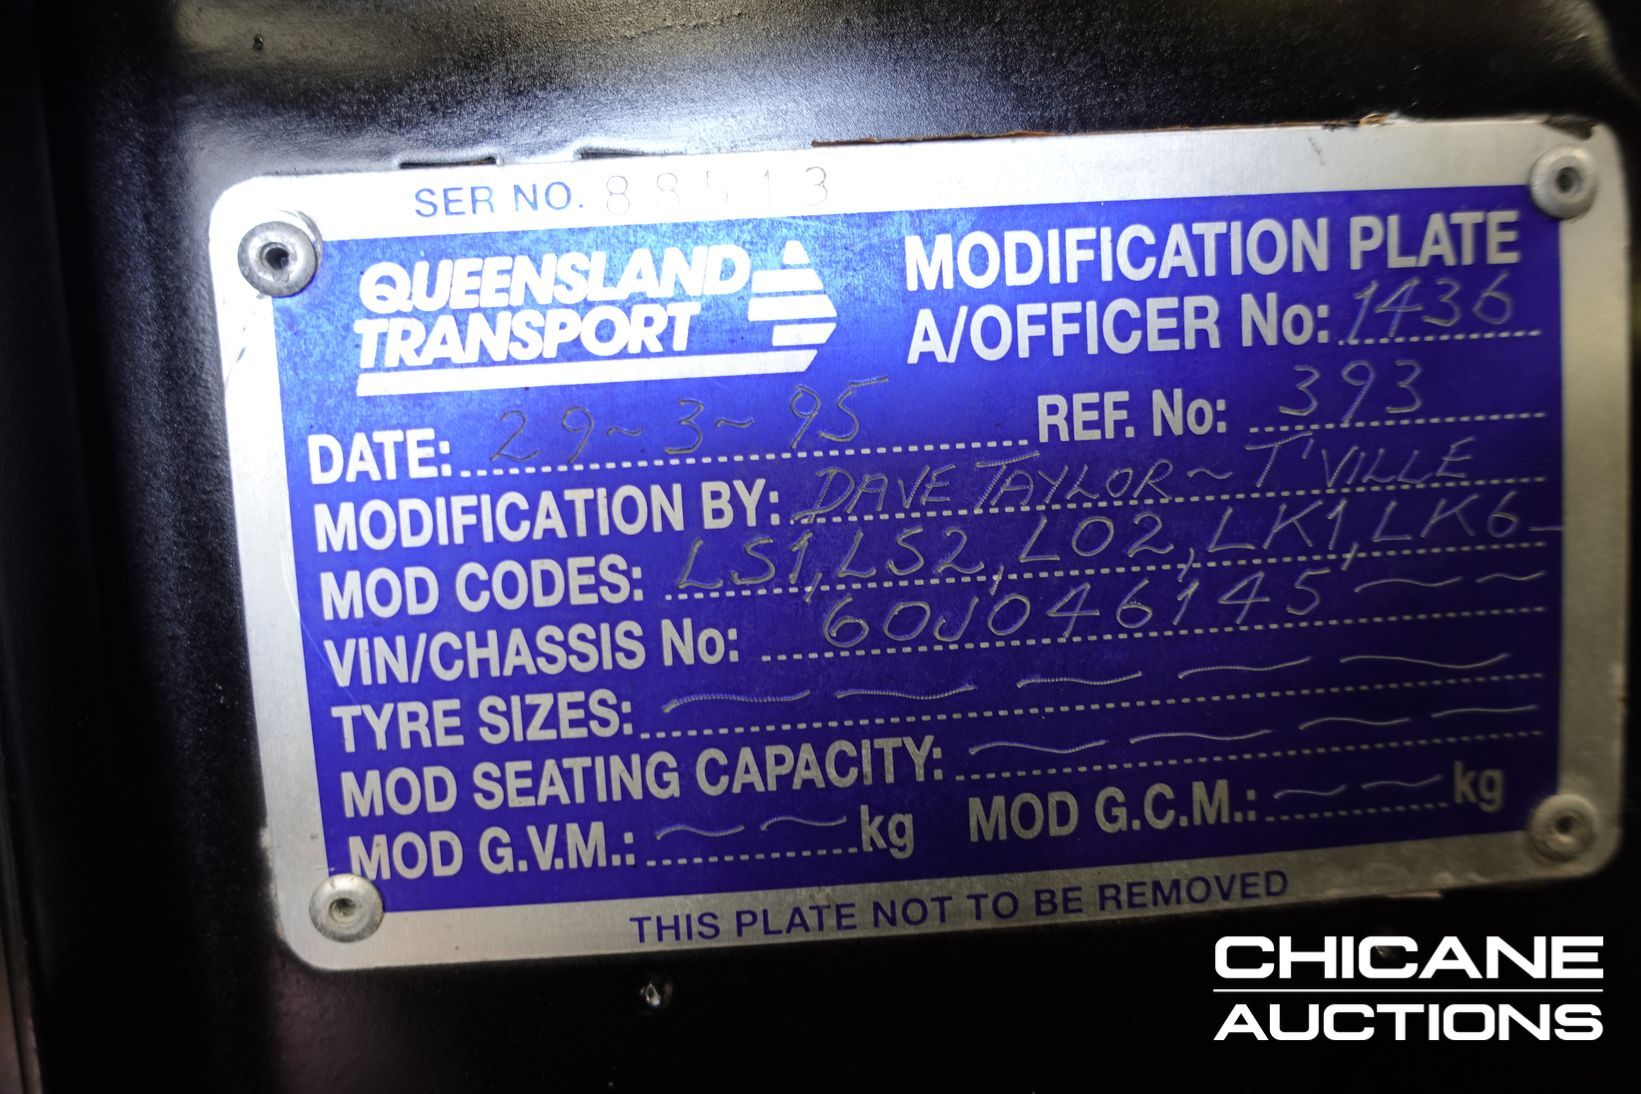 SER NO. 88513
QUEENSLAND
TRANSPORT
MODIFICATION PLATE
A/OFFICER No: 1436
DATE: 29~3~95 REF. No: 393
MODIFICATION BY: DAVE TAYLOR ~ T'VILLE
MOD CODES: LS1, LS2, LO2, LK1, LK6
VIN/CHASSIS No: 60J046145
TYRE SIZES:
MOD SEATING CAPACITY:
MOD G.V.M.: kg MOD G.C.M.: kg
THIS PLATE NOT TO BE REMOVED
CHICANE
AUCTIONS